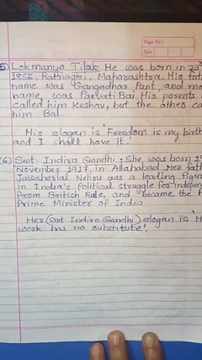 Page No.
Date
5) Lokmanya Tilak: He was born in 23
1856. Ratnagiri, Maharashtra. His fat
name was Gangadhar Pant, and mo
name, was Parvati Bai His parents
called him Keshav, but the other ca
him Bal.
His slogan is 'Freedom is my birth
and I shall have it.'
(6) Smt. Indira Gandhi: She was born 1
November 1917, in Allahabad Her fat
Jawaharlal Nehru was a leading figur
in India's Political struggle for independ
from British Rule, and became the f
Prime Minister of India.
Her (Smt Indira Gandhi) slogan is 'H
work has no substitute'.